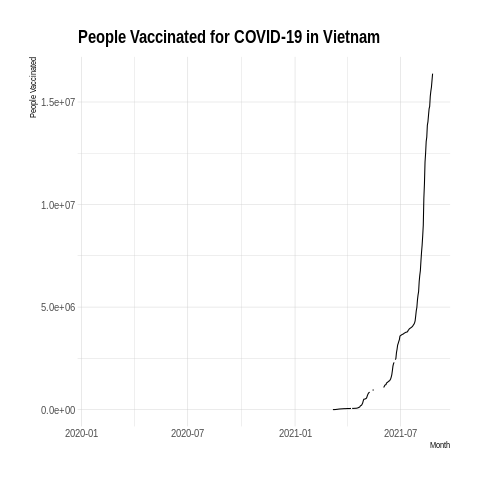 People Vaccinated for COVID-19 in Vietnam
People Vaccinated
1.5e+07
1.0e+07
5.0e+06
0.0e+00
2020-01
2020-07
2021-01
2021-07
Month